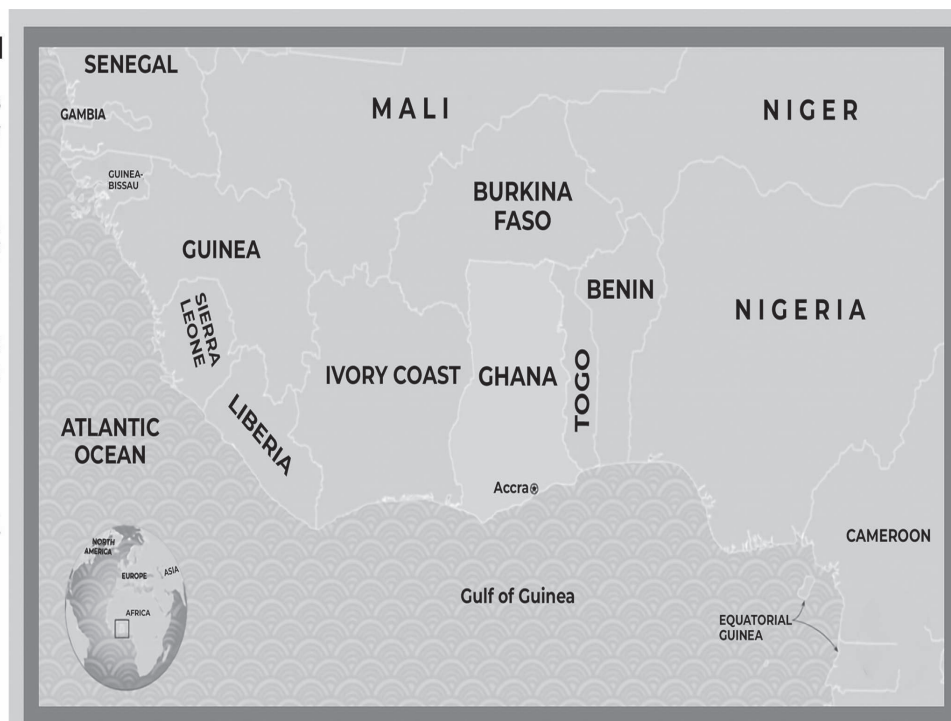 SENEGAL
MALI
NIGER
GAMBIA
GUINEA-
BISSAU
BURKINA
FASO
GUINEA
BENIN
NIGERIA
SIERRA
LEONE
IVORY COAST
GHANA
TOGO
LIBERIA
ATLANTIC
OCEAN
Accra
CAMEROON
NORTH
AMERICA
EUROPE
ASIA
AFRICA
Gulf of Guinea
EQUATORIAL
GUINEA